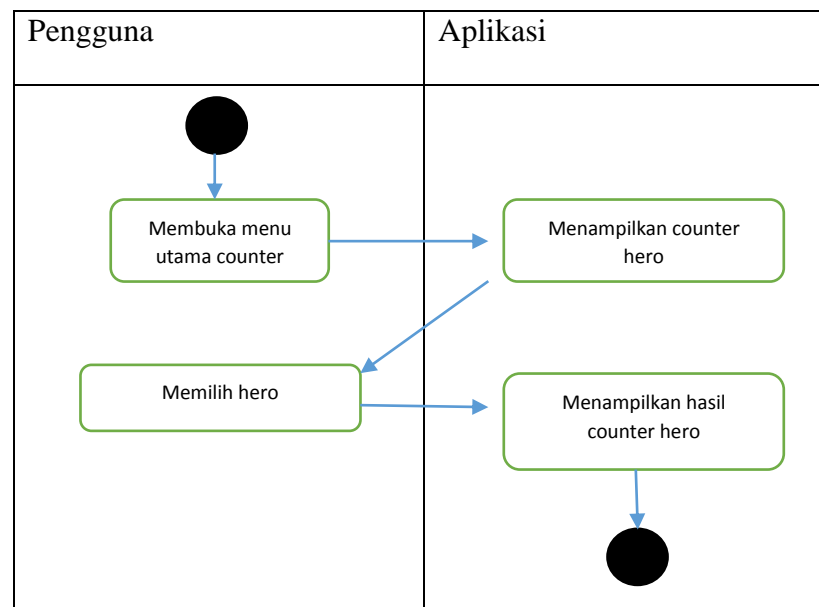 Pengguna
Aplikasi
Membuka menu
utama counter
Menampilkan counter
hero
Memilih hero
Menampilkan hasil
counter hero